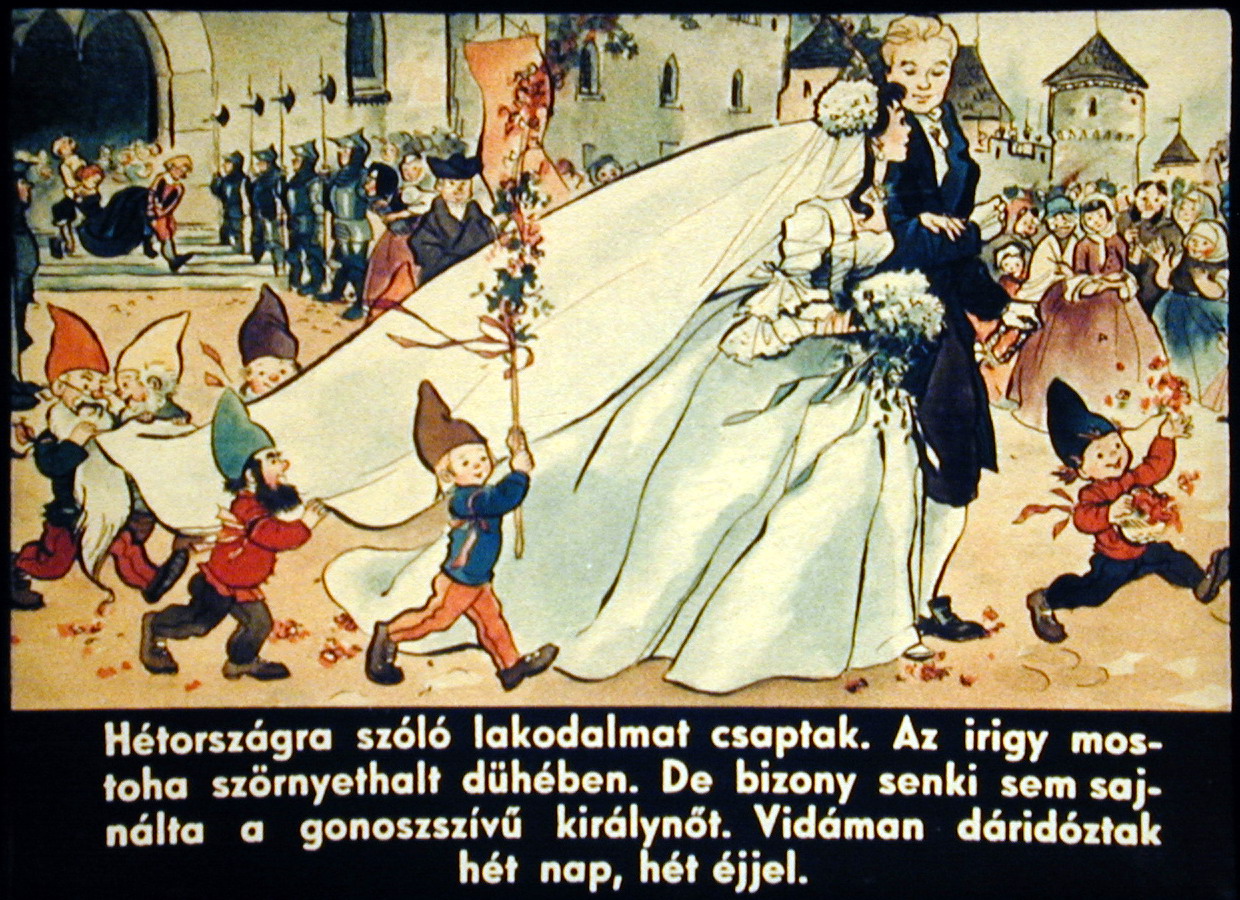 Hétországra szóló lakodalmat csaptak. Az irigy mos-
toha szörnyethalt dühében. De bizony senki sem saj-
nálta a gonoszszívű királynőt. Vidáman dáridóztak
hét nap, hét éjjel.